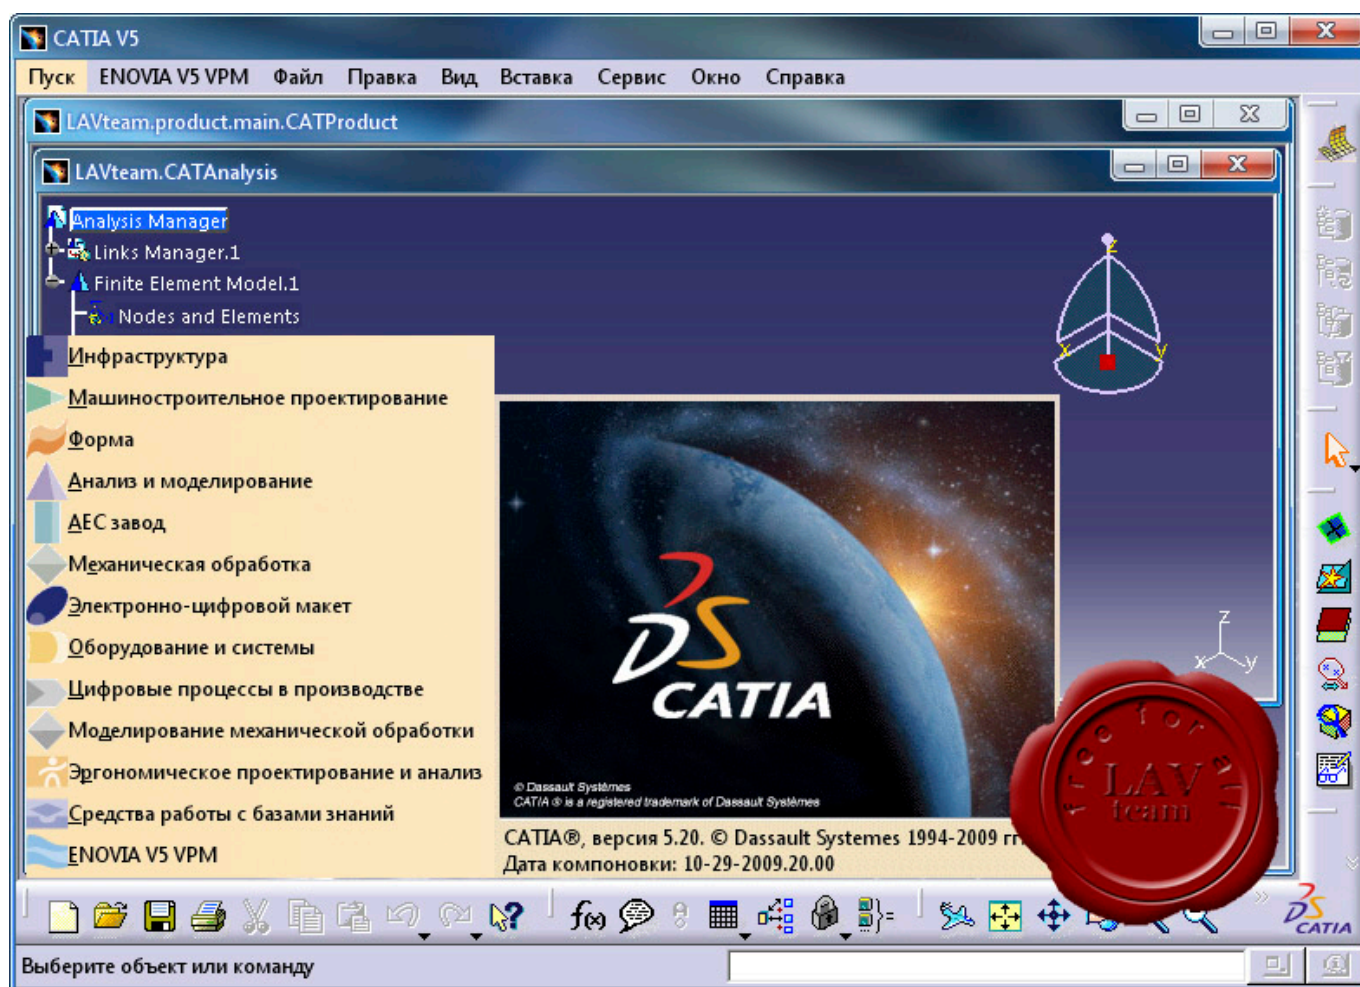 CATIA V5
Пуск ENOVIA V5 VPM Файл Правка Вид Вставка Сервис Окно Справка
LAVteam.product.main.CATProduct
LAVteam.CATAnalysis
Analysis Manager
Links Manager.1
Finite Element Model.1
Nodes and Elements
z
x y
Инфраструктура
Машиностроительное проектирование
Форма
Анализ и моделирование
АЕС завод
Механическая обработка
Электронно-цифровой макет
Оборудование и системы
Цифровые процессы в производстве
Моделирование механической обработки
Эргономическое проектирование и анализ
Средства работы с базами знаний
ENOVIA V5 VPM
DS
CATIA
© Dassault Systèmes
CATIA ® is a registered trademark of Dassault Systèmes
CATIA®, версия 5.20. © Dassault Systemes 1994-2009 гг.
Дата компоновки: 10-29-2009.20.00
z
x y
free for all
LAV
team
f(x)
DS
CATIA
Выберите объект или команду